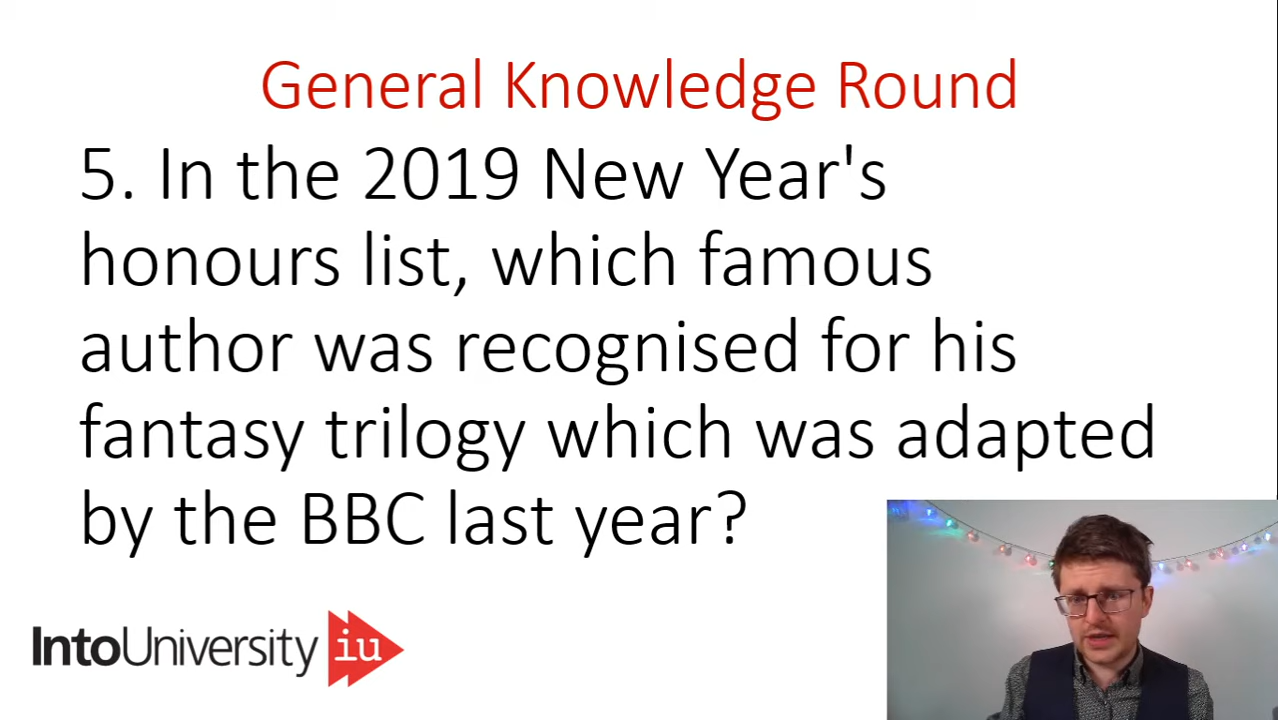 General Knowledge Round
5. In the 2019 New Year's
honours list, which famous
author was recognised for his
fantasy trilogy which was adapted
by the BBC last year?
IntoUniversity iu